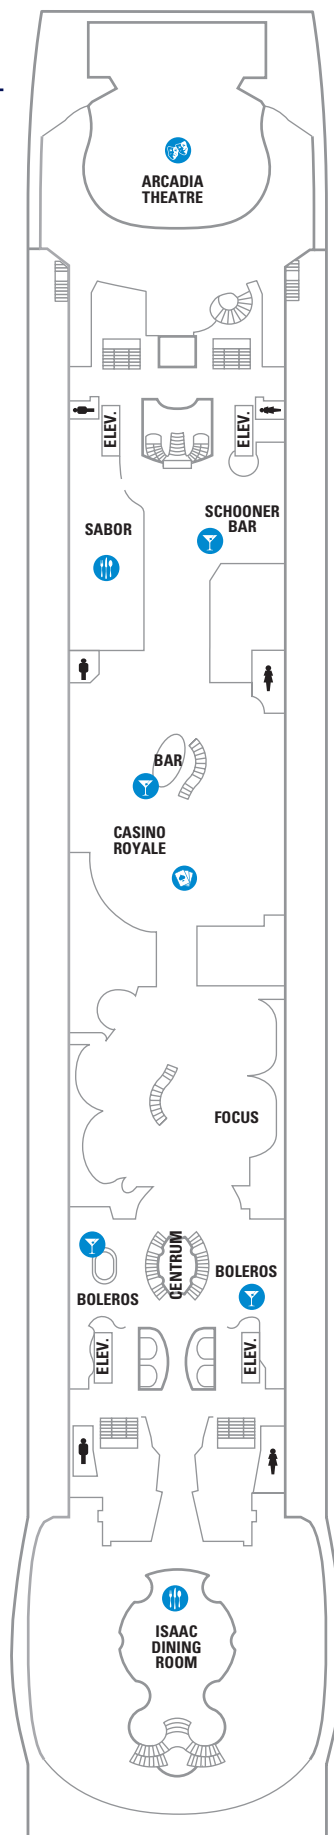 ARCADIA
THEATRE
ELEV.
ELEV.
SABOR
SCHOONER
BAR
BAR
CASINO
ROYALE
FOCUS
CENTRUM
BOLEROS
BOLEROS
ELEV.
ELEV.
ISAAC
DINING
ROOM